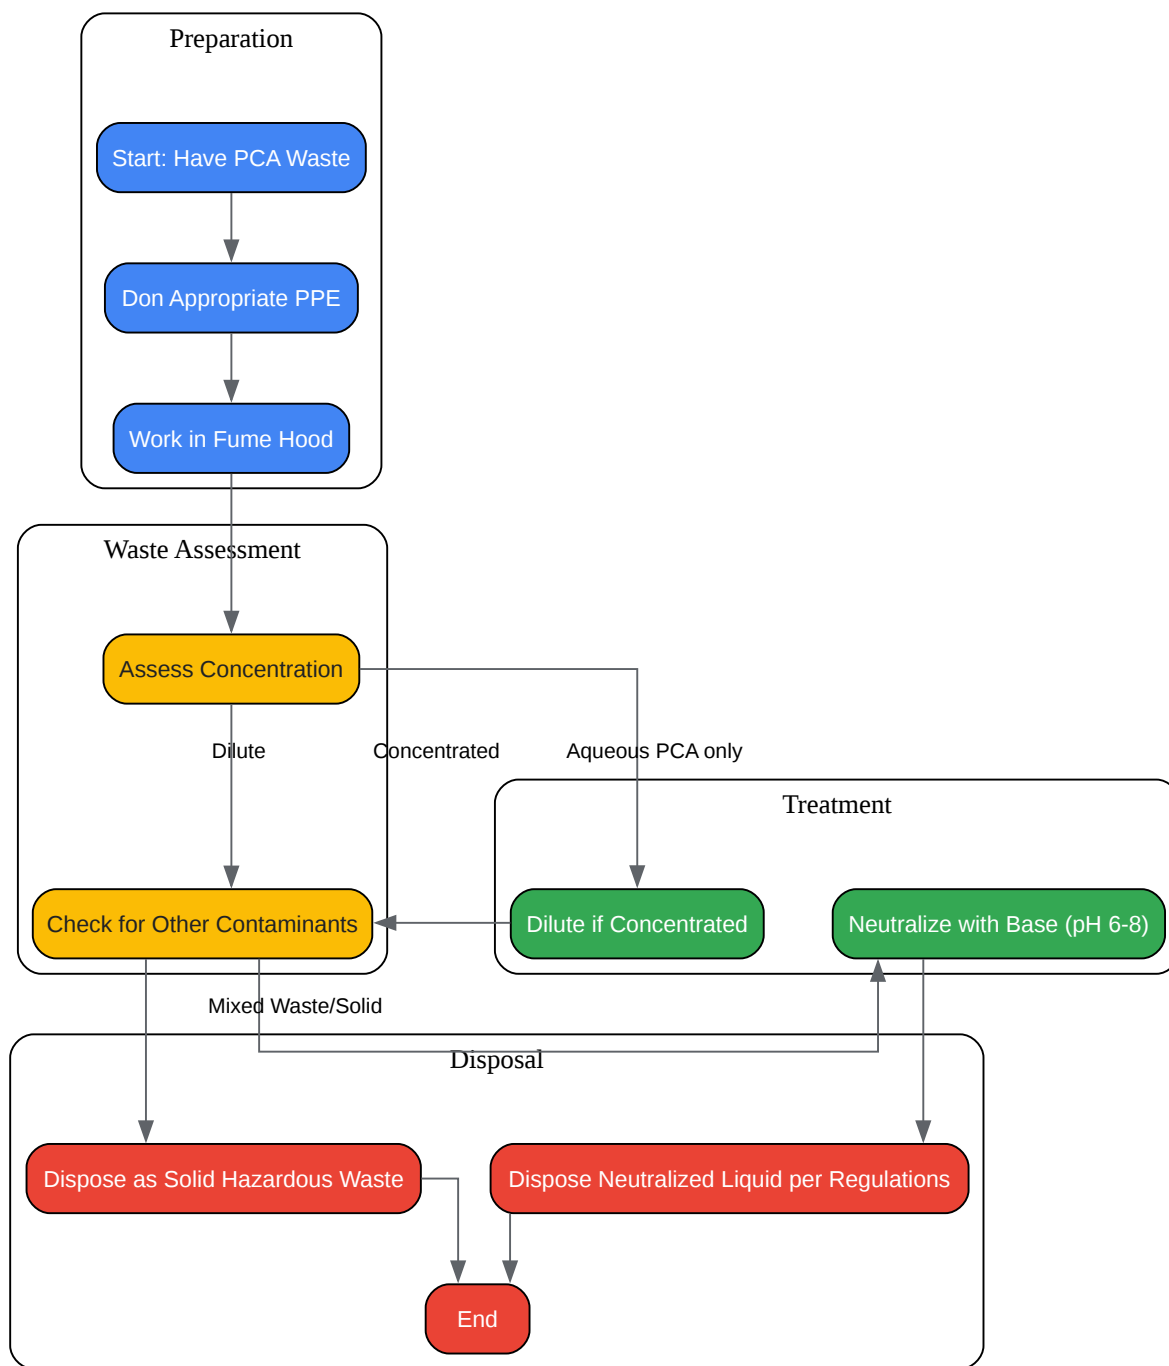 Preparation
Start: Have PCA Waste
Don Appropriate PPE
Work in Fume Hood
Waste Assessment
Assess Concentration
Dilute
Concentrated
Aqueous PCA only
Treatment
Check for Other Contaminants
Dilute if Concentrated
Neutralize with Base (pH 6-8)
Mixed Waste/Solid
Disposal
Dispose as Solid Hazardous Waste
Dispose Neutralized Liquid per Regulations
End